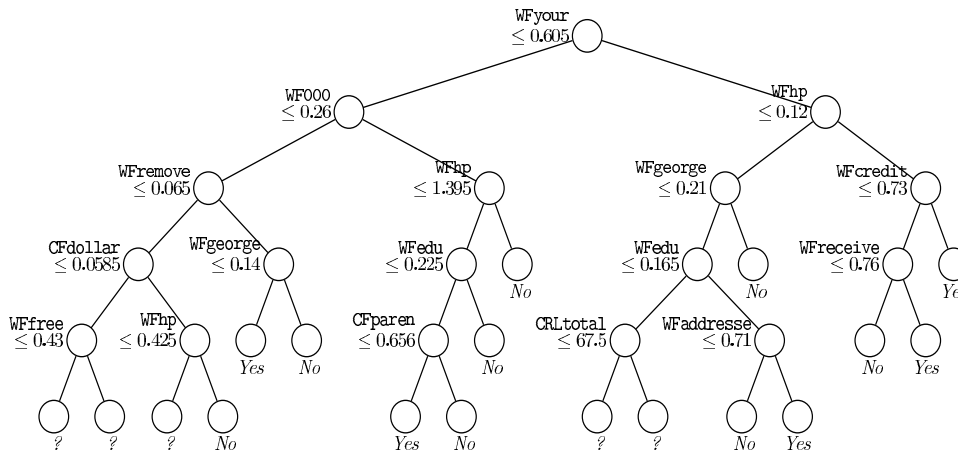 WFyour
≤ 0.605
WF000
≤ 0.26
WFhp
≤ 0.12
WFremove
≤ 0.065
WFhp
≤ 1.395
WFgeorge
≤ 0.21
WFcredit
≤ 0.73
CFdollar
≤ 0.0585
WFgeorge
≤ 0.14
WFedu
≤ 0.225
No
WFedu
≤ 0.165
No
WFreceive
≤ 0.76
Yes
WFfree
≤ 0.43
WFhp
≤ 0.425
Yes
No
CFparen
≤ 0.656
No
CRLtotal
≤ 67.5
WFaddresse
≤ 0.71
No
Yes
?
?
?
No
Yes
No
?
?
No
Yes